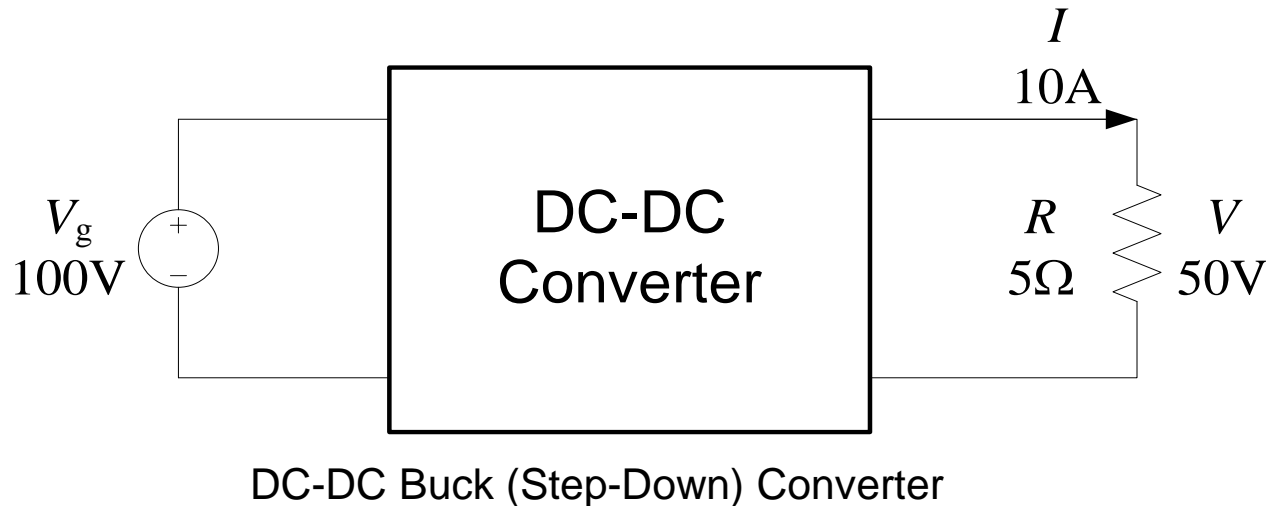 I
10A
DC-DC
Converter
Vg
100V
+
−
R
5Ω
V
50V
DC-DC Buck (Step-Down) Converter